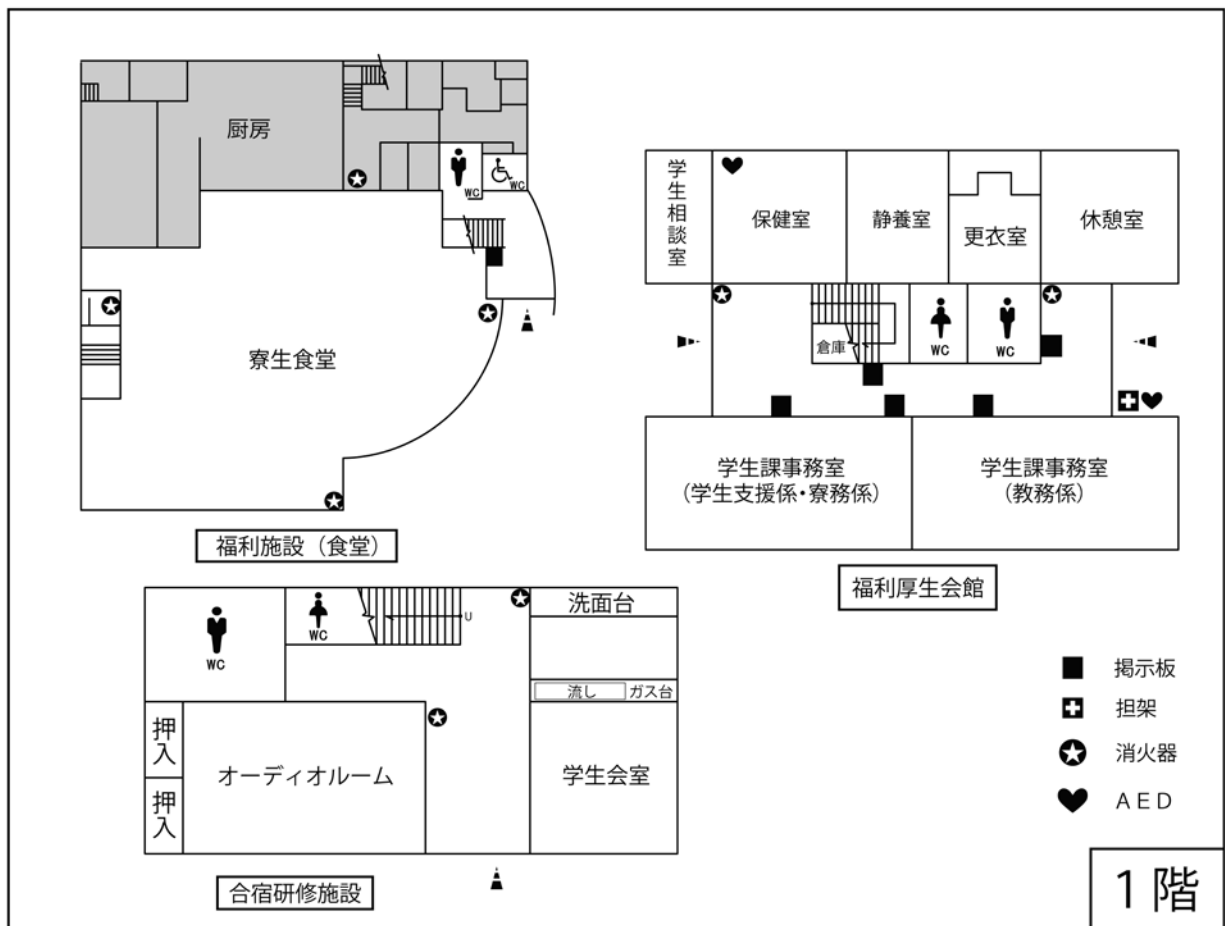 厨房
WC
WC
寮生食堂
福利施設（食堂）
学生相談室
保健室
静養室
更衣室
休憩室
倉庫
WC
WC
学生課事務室
（学生支援係・寮務係）
学生課事務室
（教務係）
福利厚生会館
WC
WC
U
洗面台
流し
ガス台
押入
押入
オーディオルーム
学生会室
合宿研修施設
掲示板
担架
消火器
ＡＥＤ
１階